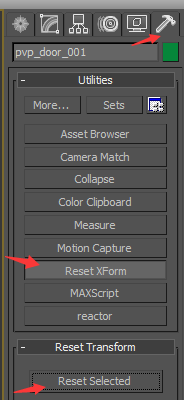 pvp_door_001
- Utilities
More... Sets
Asset Browser
Camera Match
Collapse
Color Clipboard
Measure
Motion Capture
Reset XForm
MAXScript
reactor
- Reset Transform
Reset Selected